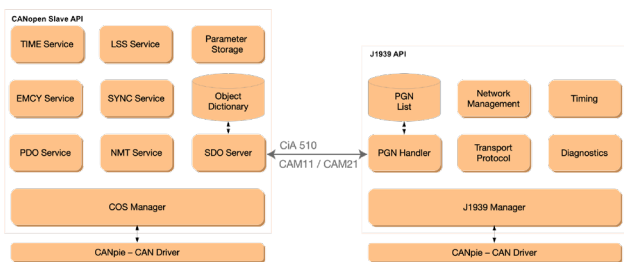 CANopen Slave API
TIME Service
LSS Service
Parameter
Storage
EMCY Service
SYNC Service
Object
Dictionary
PDO Service
NMT Service
SDO Server
COS Manager
CANpie – CAN Driver
CiA 510
CAM11 / CAM21
J1939 API
PGN
List
Network
Management
Timing
PGN Handler
Transport
Protocol
Diagnostics
J1939 Manager
CANpie – CAN Driver